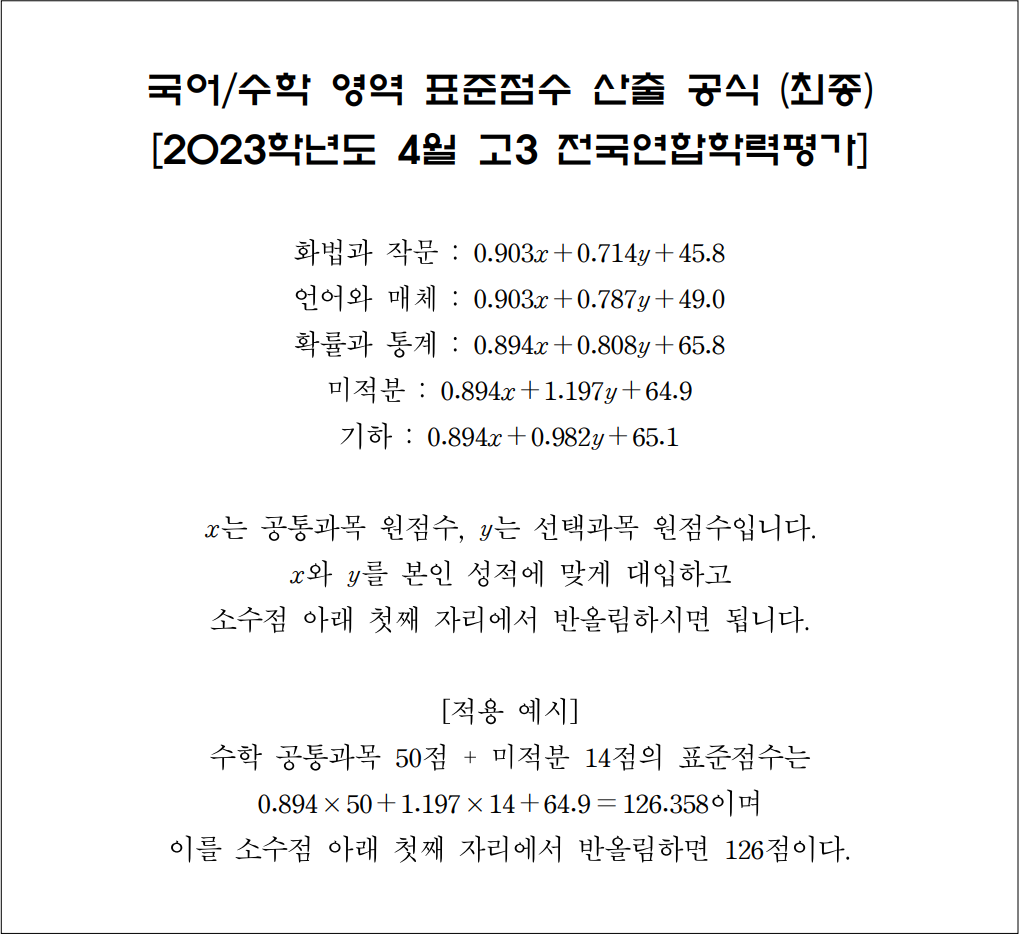 국어/수학 영역 표준점수 산출 공식 (최종)
[2023학년도 4월 고3 전국연합학력평가]
화법과 작문 : 0.903x+0.714y+45.8
언어와 매체 : 0.903x+0.787y+49.0
확률과 통계 : 0.894x+0.808y+65.8
미적분 : 0.894x+1.197y+64.9
기하 : 0.894x+0.982y+65.1
x는 공통과목 원점수, y는 선택과목 원점수입니다.
x와 y를 본인 성적에 맞게 대입하고
소수점 아래 첫째 자리에서 반올림하시면 됩니다.
[적용 예시]
수학 공통과목 50점 + 미적분 14점의 표준점수는
0.894×50+1.197×14+64.9=126.358이며
이를 소수점 아래 첫째 자리에서 반올림하면 126점이다.